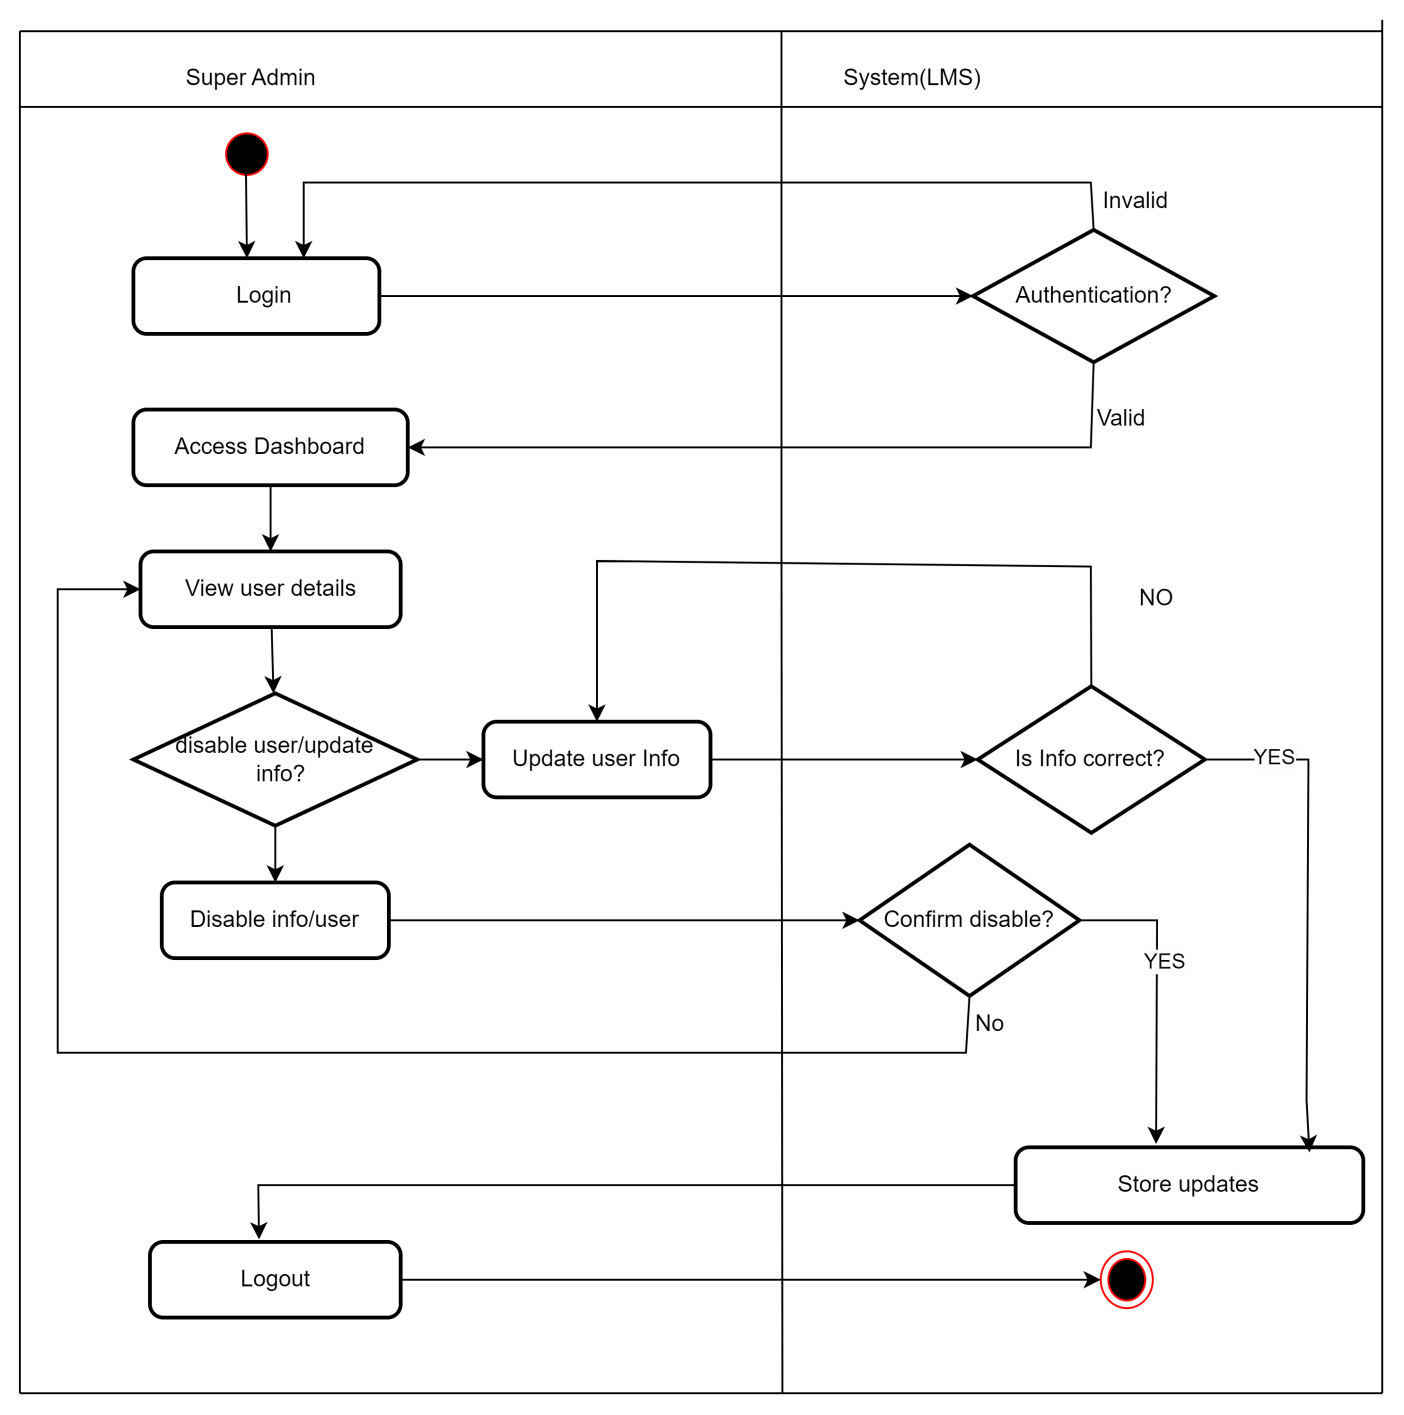 Super Admin
System(LMS)
Invalid
Login
Authentication?
Valid
Access Dashboard
View user details
NO
disable user/update
info?
Update user Info
Is Info correct?
YES
Disable info/user
Confirm disable?
YES
No
Store updates
Logout